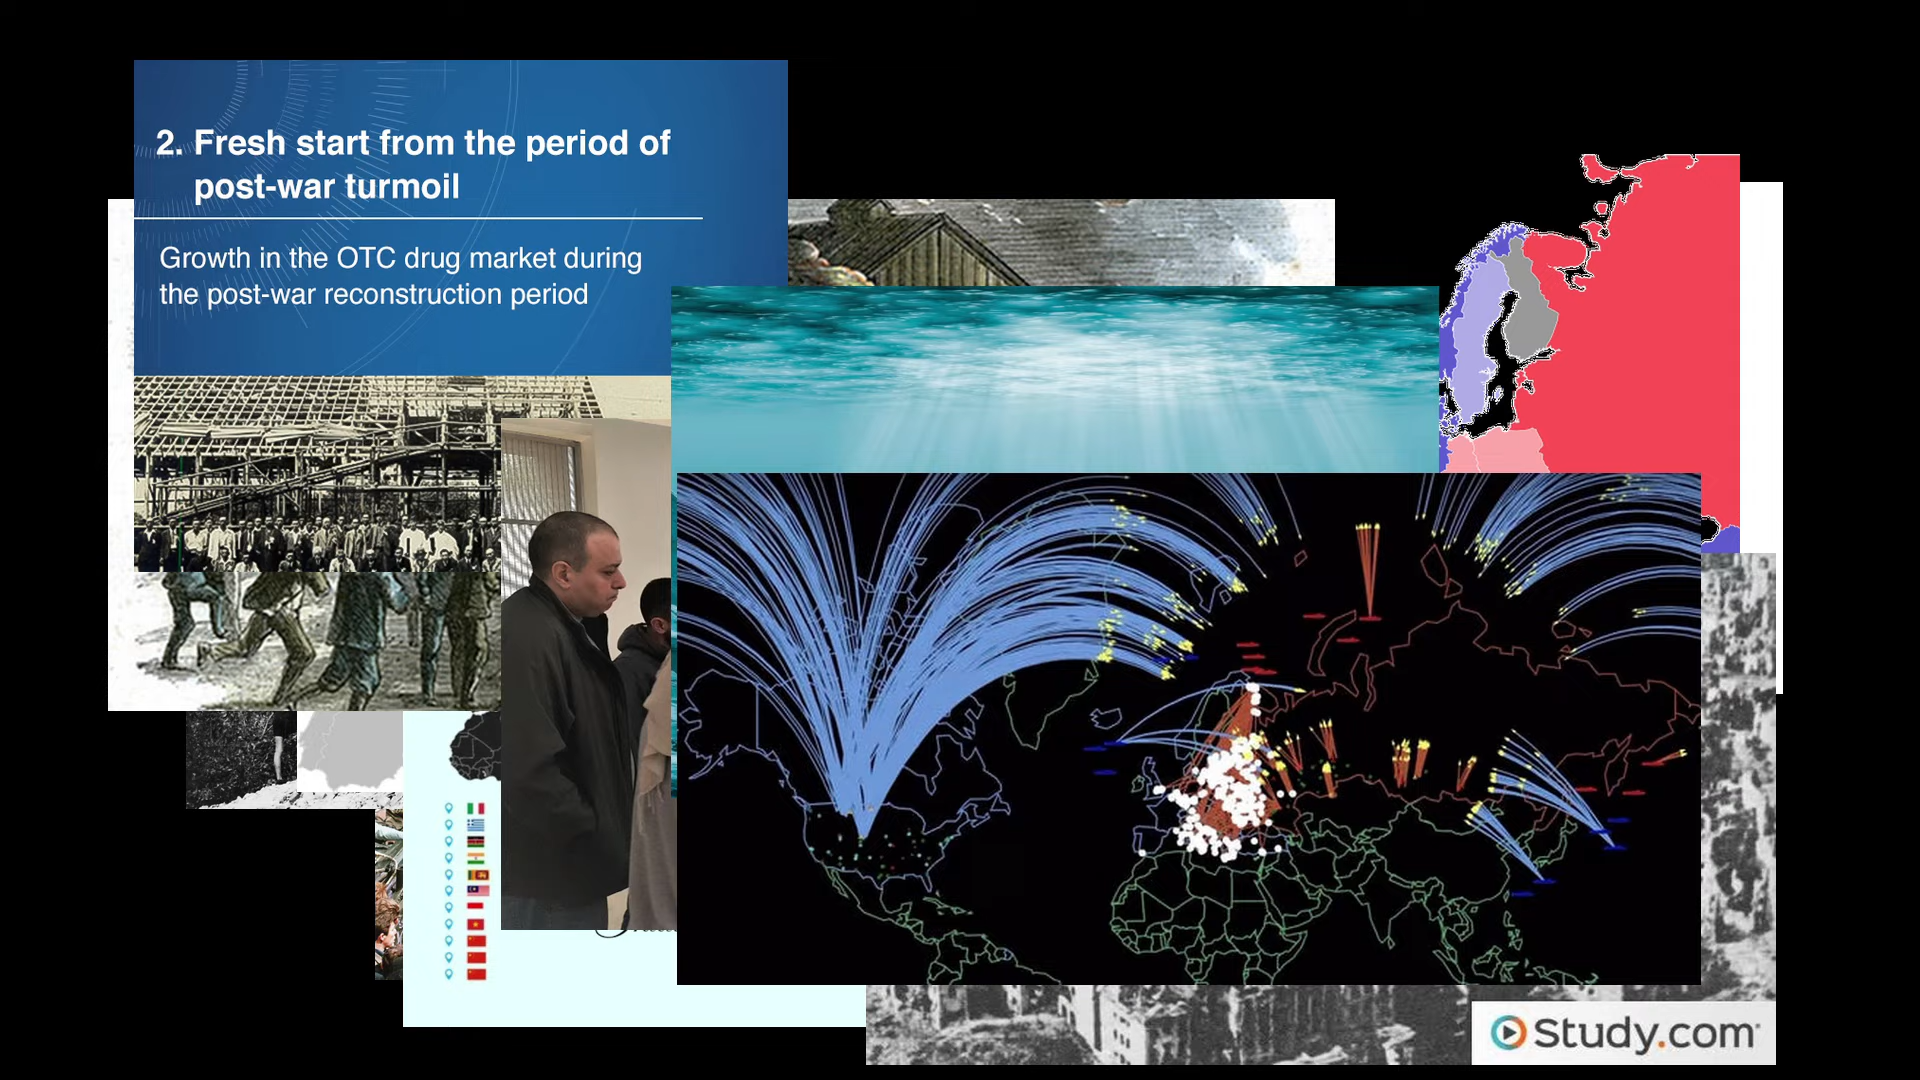 2. Fresh start from the period of
post-war turmoil
Growth in the OTC drug market during
the post-war reconstruction period
Study.com